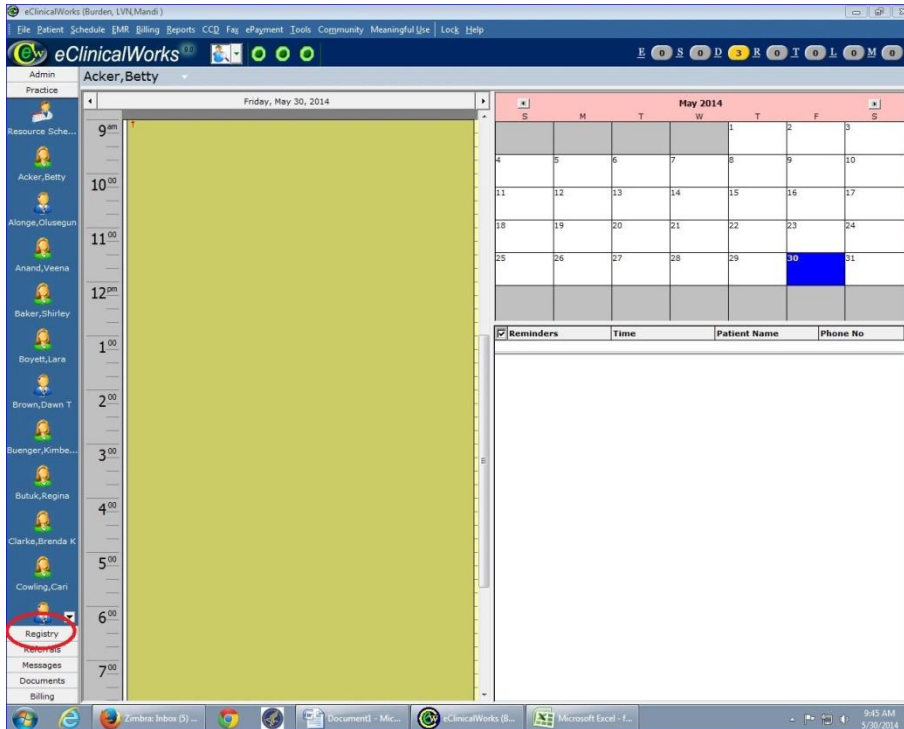 eClinicalWorks (Burden, LVN,Mandi )
File Patient Schedule EMR Billing Reports CCD Fax ePayment Tools Community Meaningful Use Lock Help
eClinicalWorks
E 0 S 0 D 3 R 0 T 0 L 0 M 0
Admin
Practice
Resource Sche...
Acker,Betty
Alonge,Olusegun
Anand,Veena
Baker,Shirley
Boyett,Lara
Brown,Dawn T
Buenger,Kimbe...
Butuk,Regina
Clarke,Brenda K
Cowling,Cari
Registry
Referrals
Messages
Documents
Billing
Acker,Betty
Friday, May 30, 2014
9 am
10 00
11 00
12 pm
1 00
2 00
3 00
4 00
5 00
6 00
7 00
May 2014
S M T W T F S
1 2 3
4 5 6 7 8 9 10
11 12 13 14 15 16 17
18 19 20 21 22 23 24
25 26 27 28 29 30 31
Reminders Time Patient Name Phone No
Zimbra: Inbox (5) ...
Document1 - Mic...
eClinicalWorks (B...
Microsoft Excel - f...
9:45 AM
5/30/2014